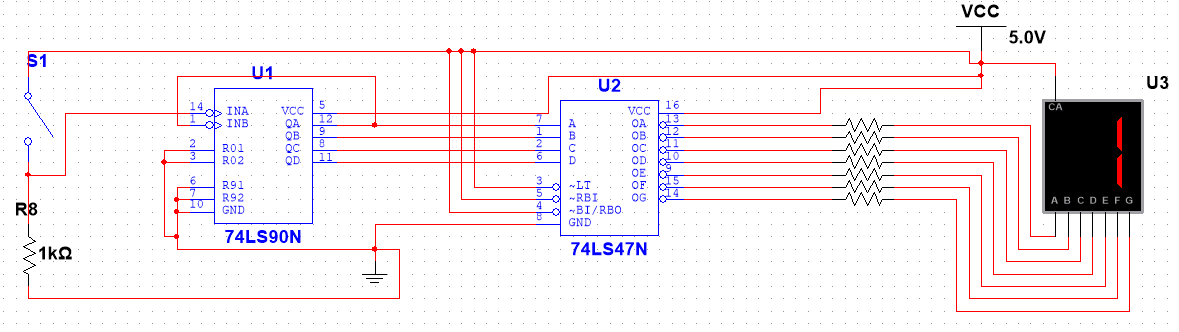 VCC
5.0V
S1
U1
U2
U3
14 INA VCC 5
1 INB QA 12
QB 9
2 R01 QC 8
3 R02 QD 11
6 R91
7 R92
10 GND
74LS90N
VCC 16
7 A OA 13
1 B OB 12
2 C OC 11
6 D OD 10
OE 9
3 ~LT OF 15
5 ~RBI OG 14
4 ~BI/RBO
8 GND
74LS47N
CA
A B C D E F G
R8
1kΩ